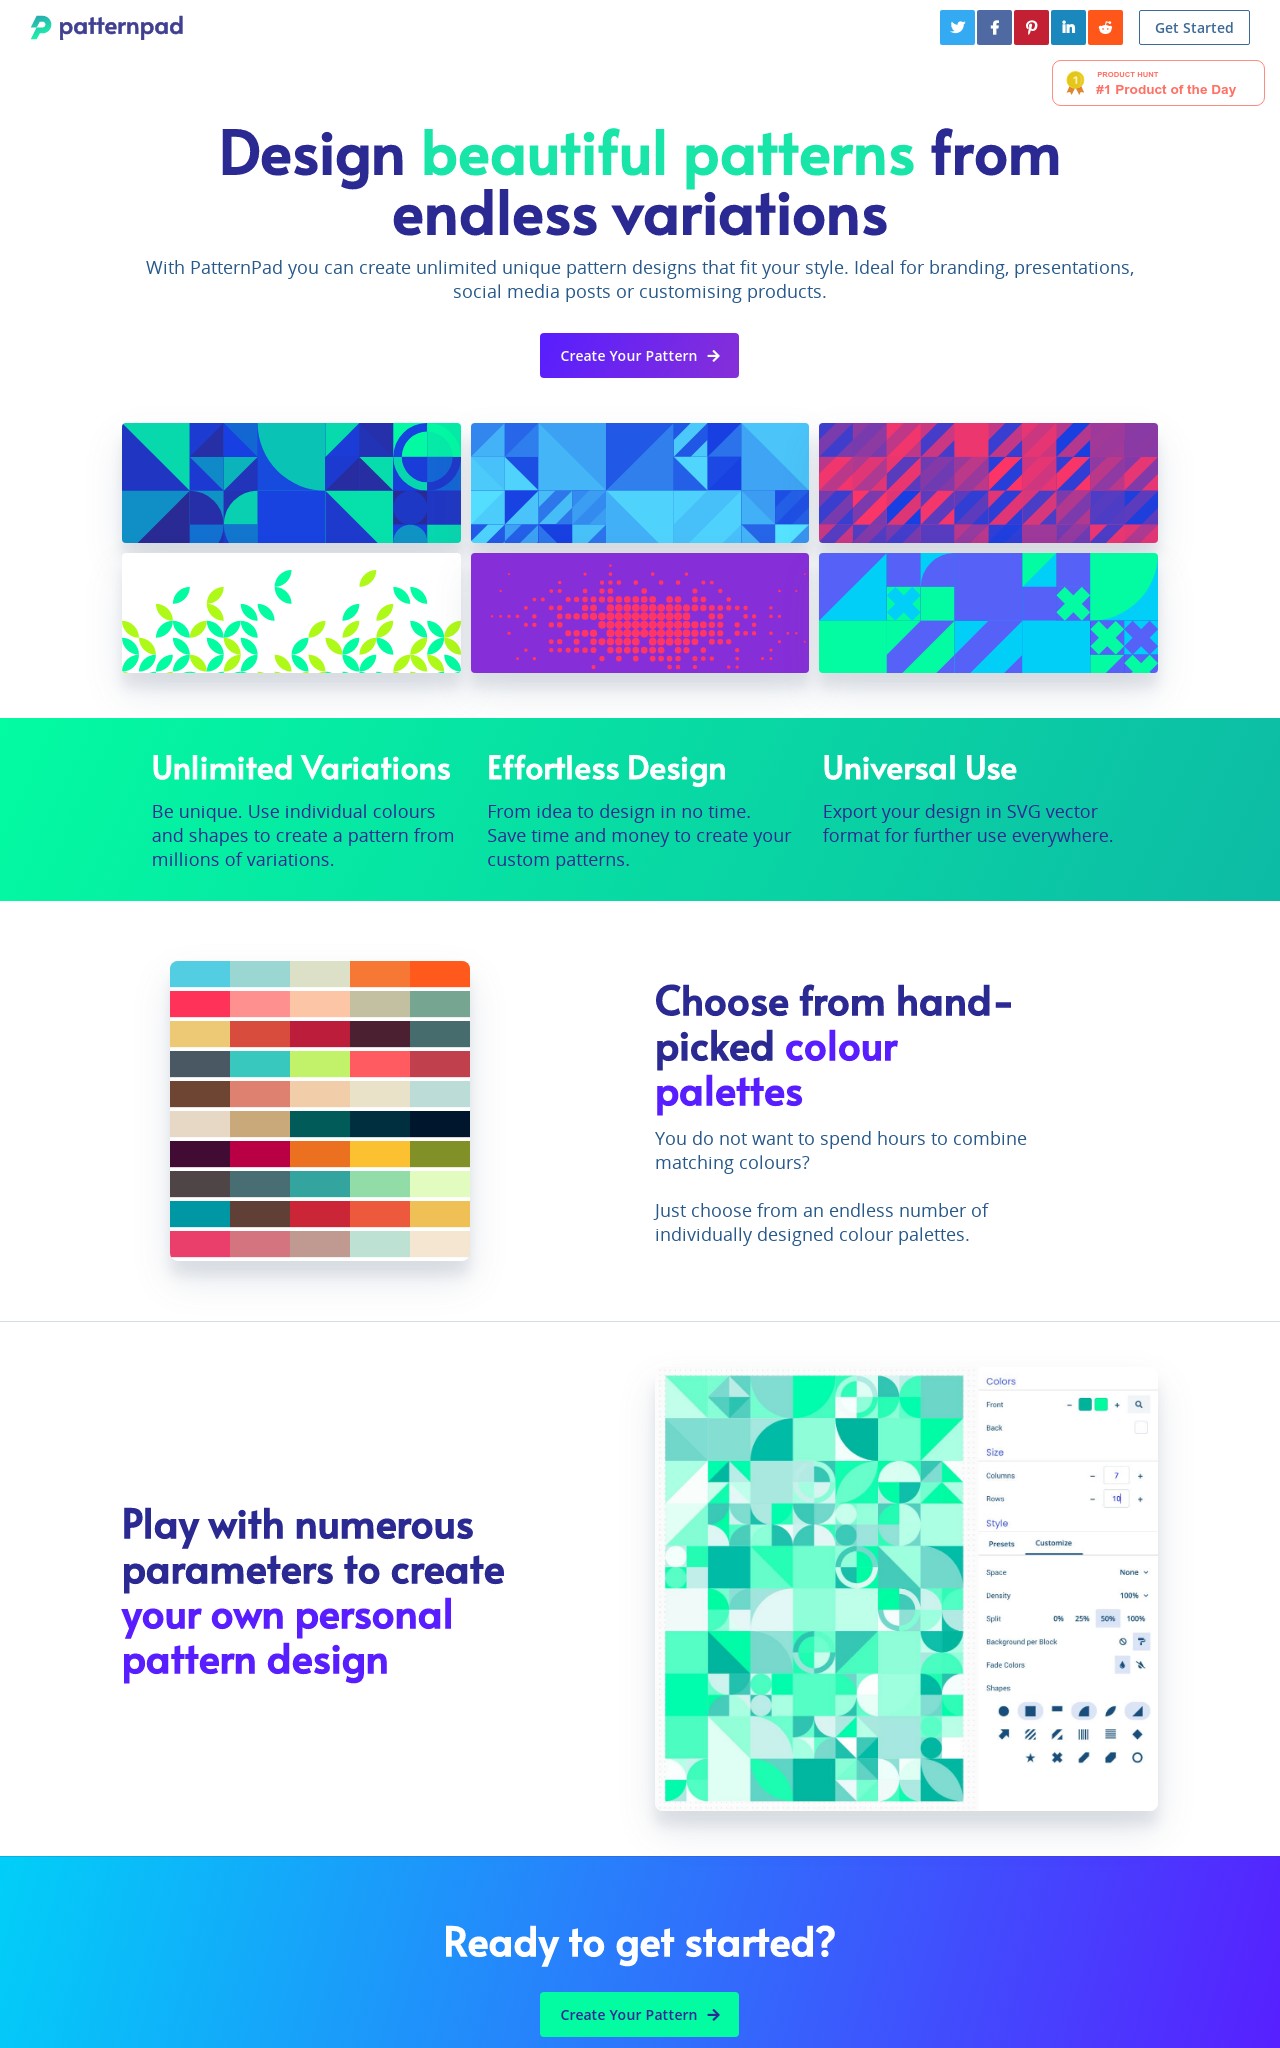 patternpad
Get Started
PRODUCT HUNT
1
#1 Product of the Day
Design beautiful patterns from
endless variations
With PatternPad you can create unlimited unique pattern designs that fit your style. Ideal for branding, presentations,
social media posts or customising products.
Create Your Pattern
Unlimited Variations
Be unique. Use individual colours
and shapes to create a pattern from
millions of variations.
Effortless Design
From idea to design in no time.
Save time and money to create your
custom patterns.
Universal Use
Export your design in SVG vector
format for further use everywhere.
Choose from hand-
picked colour
palettes
You do not want to spend hours to combine
matching colours?
Just choose from an endless number of
individually designed colour palettes.
Play with numerous
parameters to create
your own personal
pattern design
Colors
Front
Back
Size
Columns - 7 +
Rows - 10 +
Style
Presets Customize
Space None
Density 100%
Split 0% 25% 50% 100%
Background per Block
Fade Colors
Shapes
Ready to get started?
Create Your Pattern